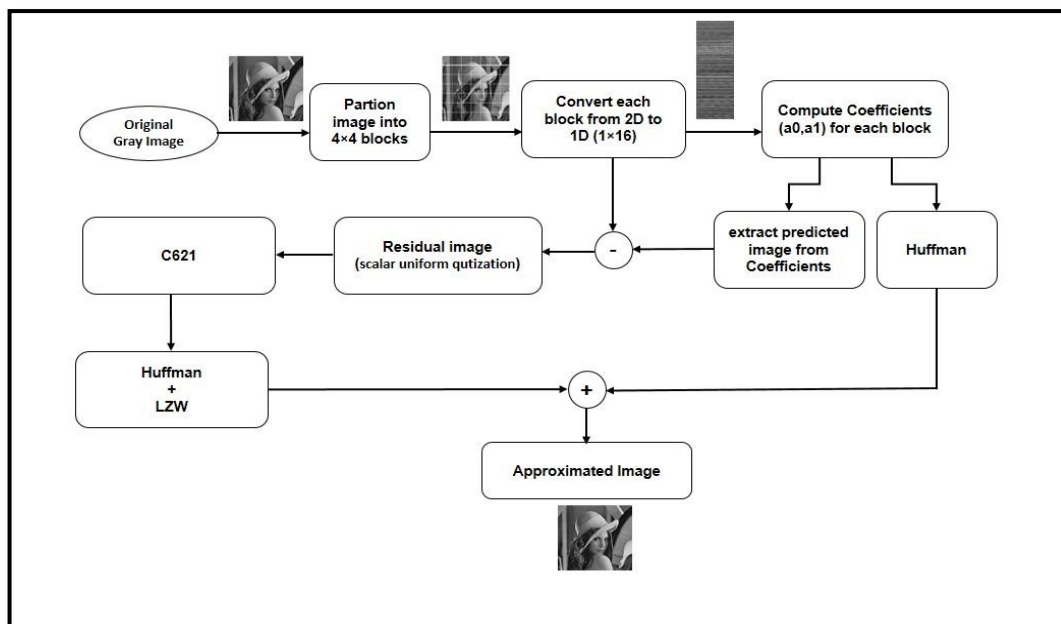 Original
Gray Image
Partion
image into
4×4 blocks
Convert each
block from 2D to
1D (1×16)
Compute Coefficients
(a0,a1) for each block
C621
Residual image
(scalar uniform qutization)
-
extract predicted
image from
Coefficients
Huffman
Huffman
+
LZW
+
Approximated Image